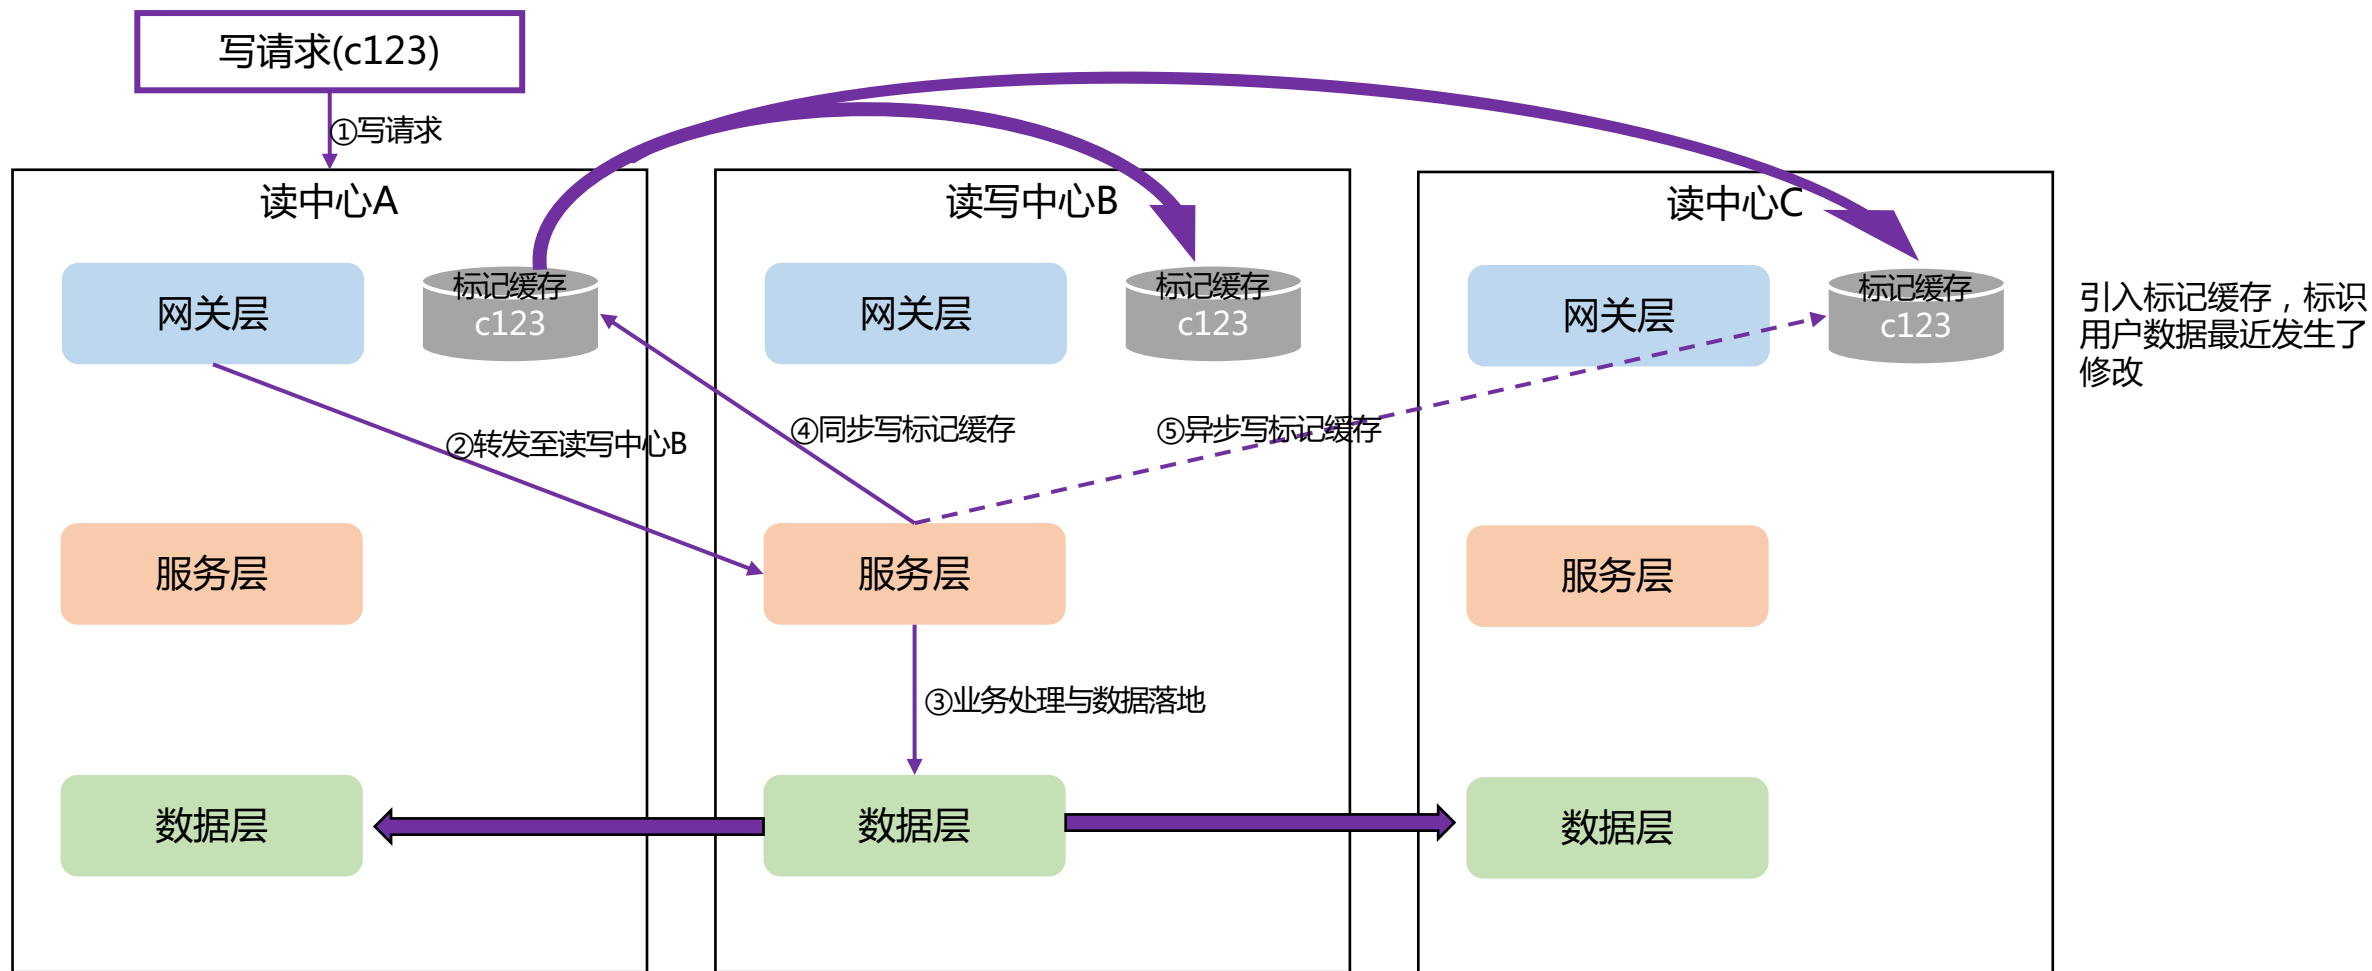 写请求(c123)
①写请求
读中心A
读写中心B
读中心C
网关层
标记缓存
c123
网关层
标记缓存
c123
网关层
标记缓存
c123
引入标记缓存，标识
用户数据最近发生了
修改
②转发至读写中心B
④同步写标记缓存
⑤异步写标记缓存
服务层
服务层
服务层
③业务处理与数据落地
数据层
数据层
数据层